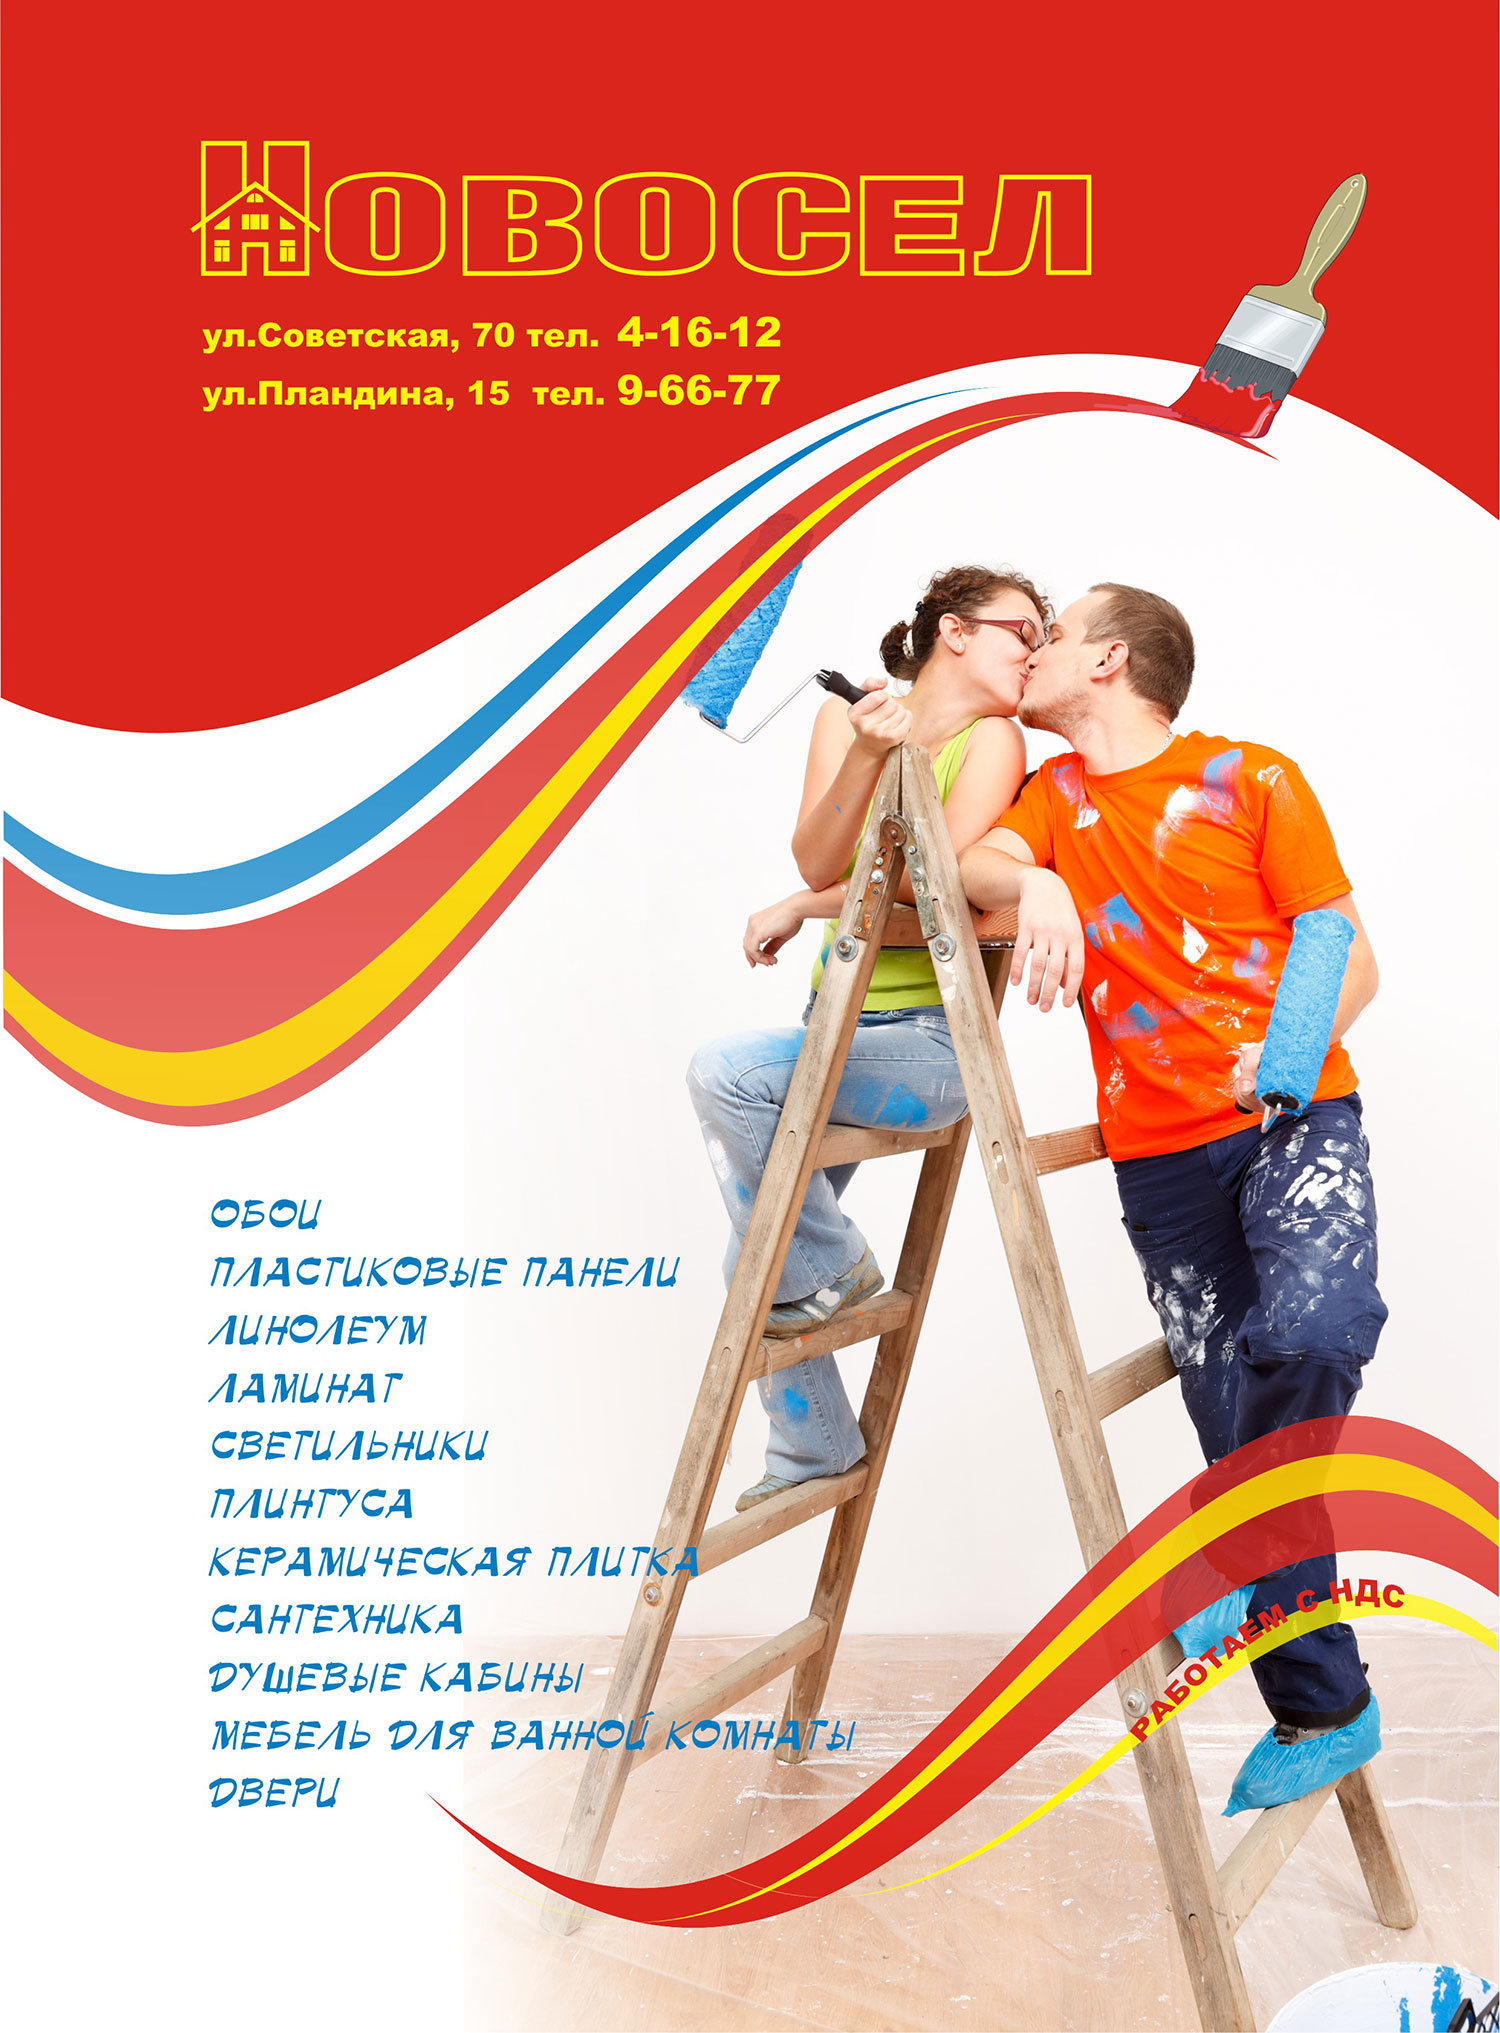 Новосел
ул.Советская, 70 тел. 4-16-12
ул.Пландина, 15 тел. 9-66-77
ОБОИ
ПЛАСТИКОВЫЕ ПАНЕЛИ
ЛИНОЛЕУМ
ЛАМИНАТ
СВЕТИЛЬНИКИ
ПЛИНТУСА
КЕРАМИЧЕСКАЯ ПЛИТКА
САНТЕХНИКА
ДУШЕВЫЕ КАБИНЫ
МЕБЕЛЬ ДЛЯ ВАННОЙ КОМНАТЫ
ДВЕРИ
РАБОТАЕМ С НДС